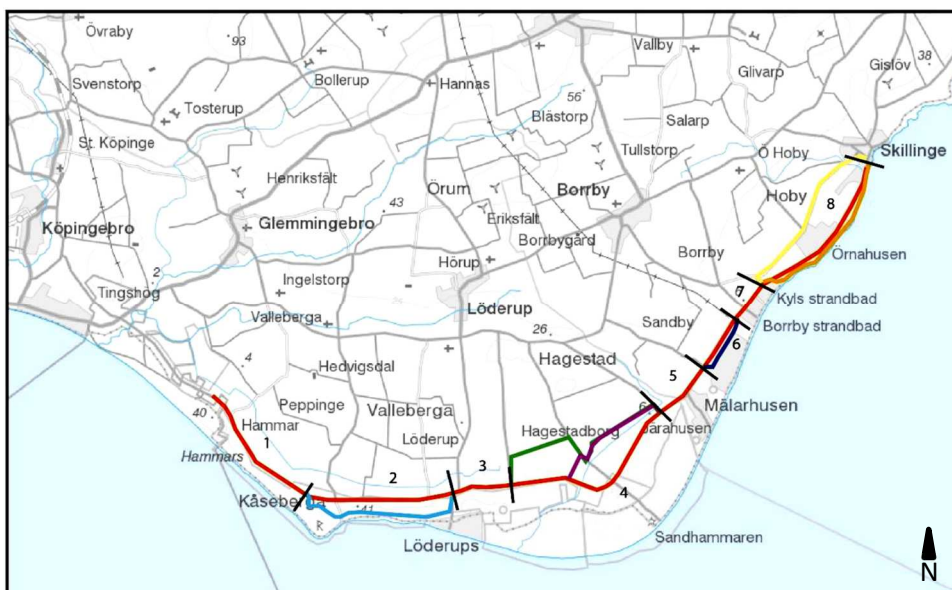 Övraby
93
Vallby
38
Gislöv
Svenstorp
Bollerup
Hannas
Glivarp
Tosterup
56
Blästorp
Salarp
St. Köpinge
Tullstorp
Ö Hoby
Skillinge
Henriksfält
Örum
Borrby
Hoby
8
Köpingebro
Glemmingebro
43
Eriksfält
Borrbygård
Borrby
Örnahusen
Hörup
2
Ingelstorp
7
Kyls strandbad
Tingshög
Valleberga
Löderup
Sandby
Borrby strandbad
26
6
4
Hedvigsdal
Hagestad
5
40
Peppinge
Valleberga
6
Mälarhusen
Hammar
1
Löderup
Hagestadborg
Järahusen
Hammars
2
3
4
Kåseberga
41
R
Löderups
Sandhammaren
N